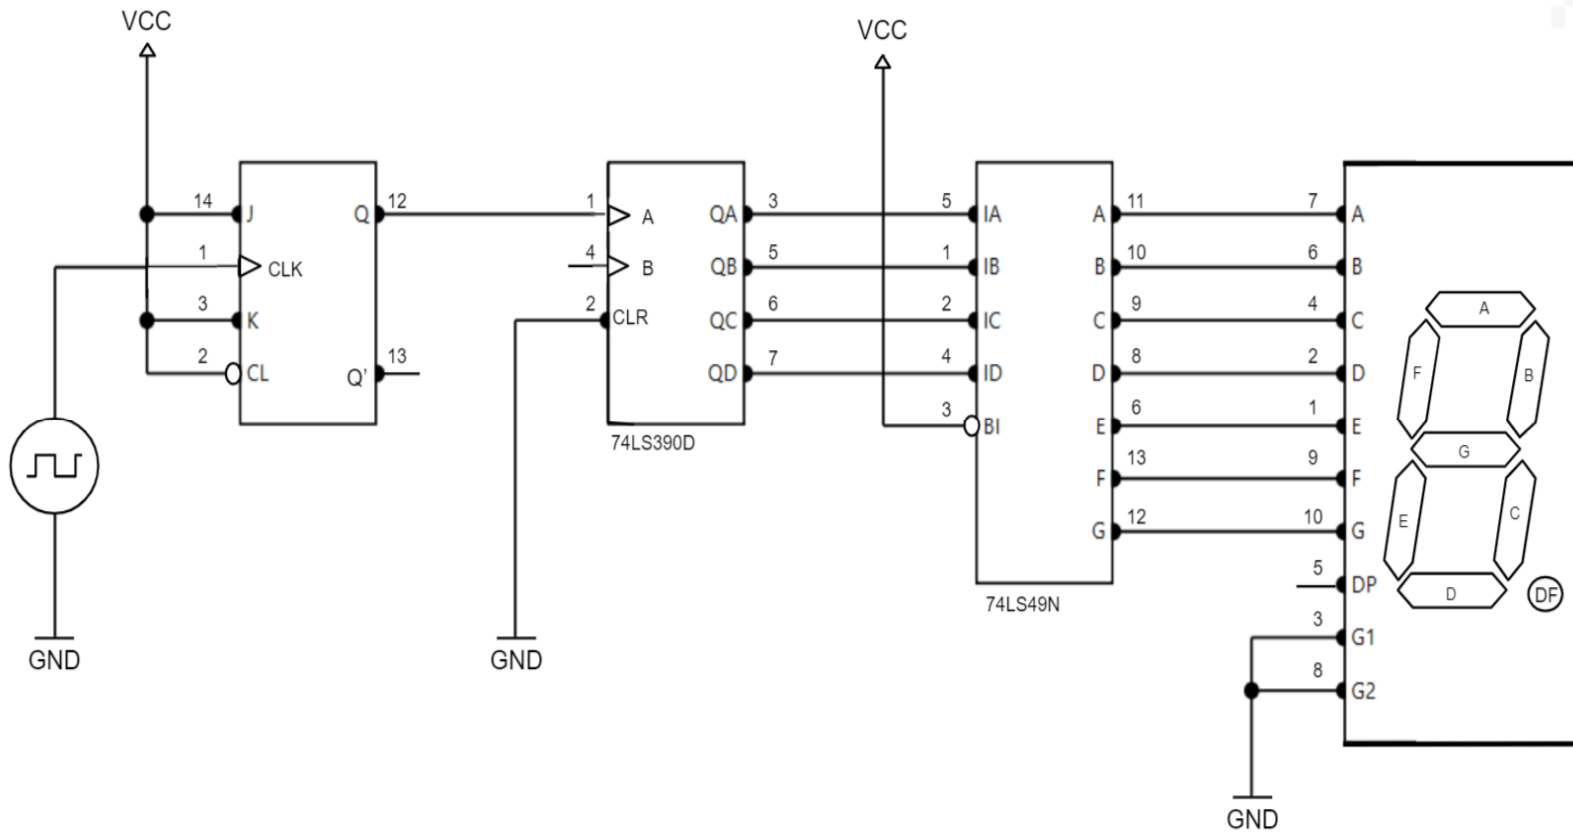 VCC
VCC
14
J
Q
12
1
A
QA
3
5
IA
A
11
7
A
1
CLK
4
B
QB
5
1
IB
B
10
6
B
3
K
2
CLR
QC
6
2
IC
C
9
4
C
2
CL
Q'
13
QD
7
4
ID
D
8
2
D
3
BI
E
6
1
E
74LS390D
F
13
9
F
G
12
10
G
5
DP
74LS49N
3
G1
8
G2
A
F
B
G
E
C
D
DF
GND
GND
GND